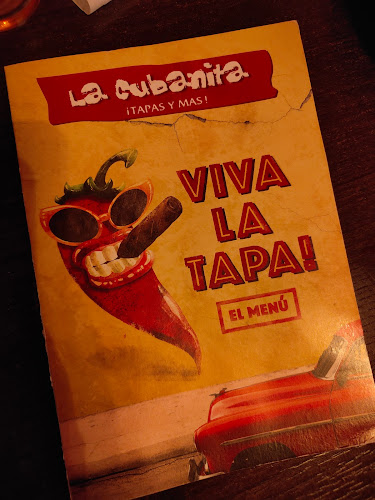 La Cubanita
¡TAPAS Y MAS!
VIVA
LA
TAPA!
EL MENÚ